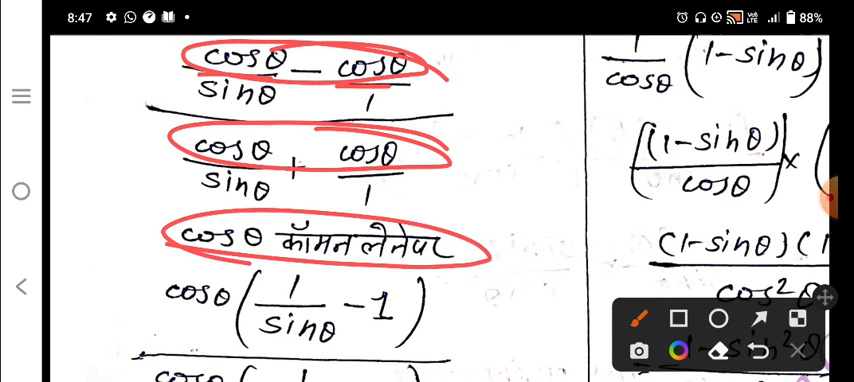 8:47
88%
cosθ/sinθ − cosθ/1
cosθ/sinθ + cosθ/1
cosθ कॉमन लेनेपर
cosθ(1/sinθ − 1)
1/cosθ (1−sinθ)
((1−sinθ)/cosθ) × (
(1−sinθ)(1
cos²θ